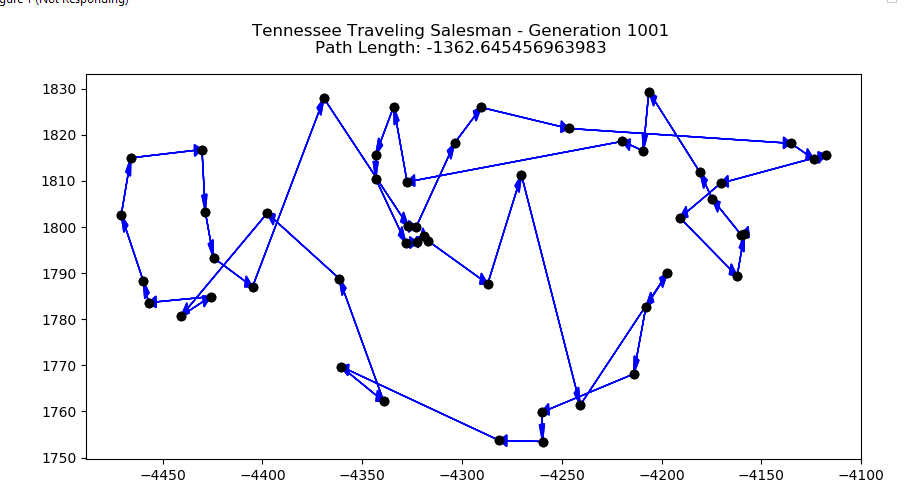 gure 1 (Not Responding)
Tennessee Traveling Salesman - Generation 1001
Path Length: -1362.645456963983
1830
1820
1810
1800
1790
1780
1770
1760
1750
−4450 −4400 −4350 −4300 −4250 −4200 −4150 −4100